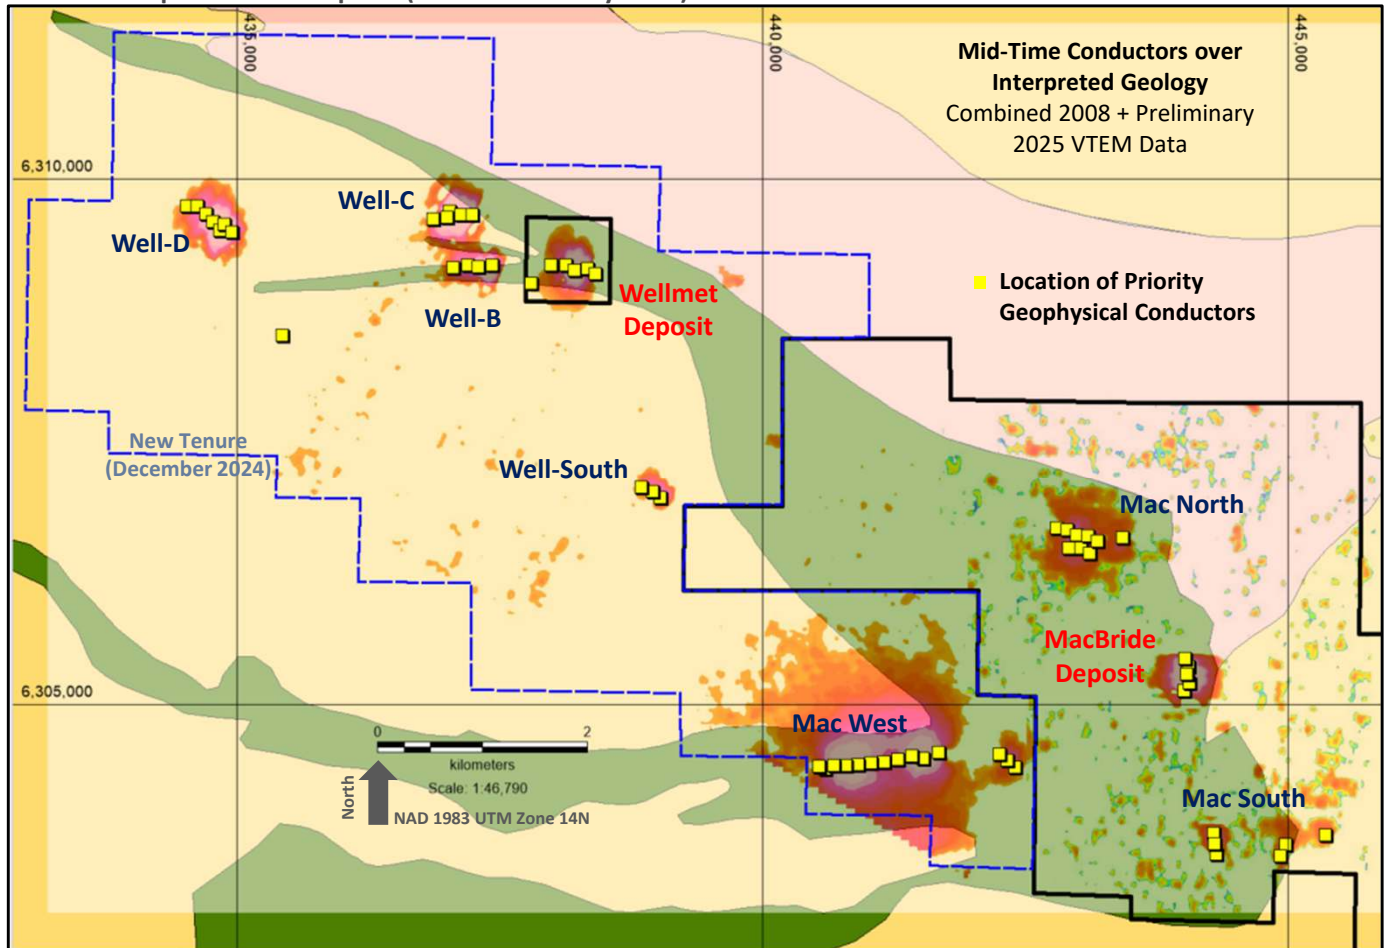 435,000
440,000
445,000
Mid-Time Conductors over
Interpreted Geology
Combined 2008 + Preliminary
2025 VTEM Data
6,310,000
Well-C
Well-D
Well-B
Wellmet
Deposit
Location of Priority
Geophysical Conductors
New Tenure
(December 2024)
Well-South
Mac North
MacBride
Deposit
6,305,000
Mac West
0
2
kilometers
Scale: 1:46,790
North
NAD 1983 UTM Zone 14N
Mac South